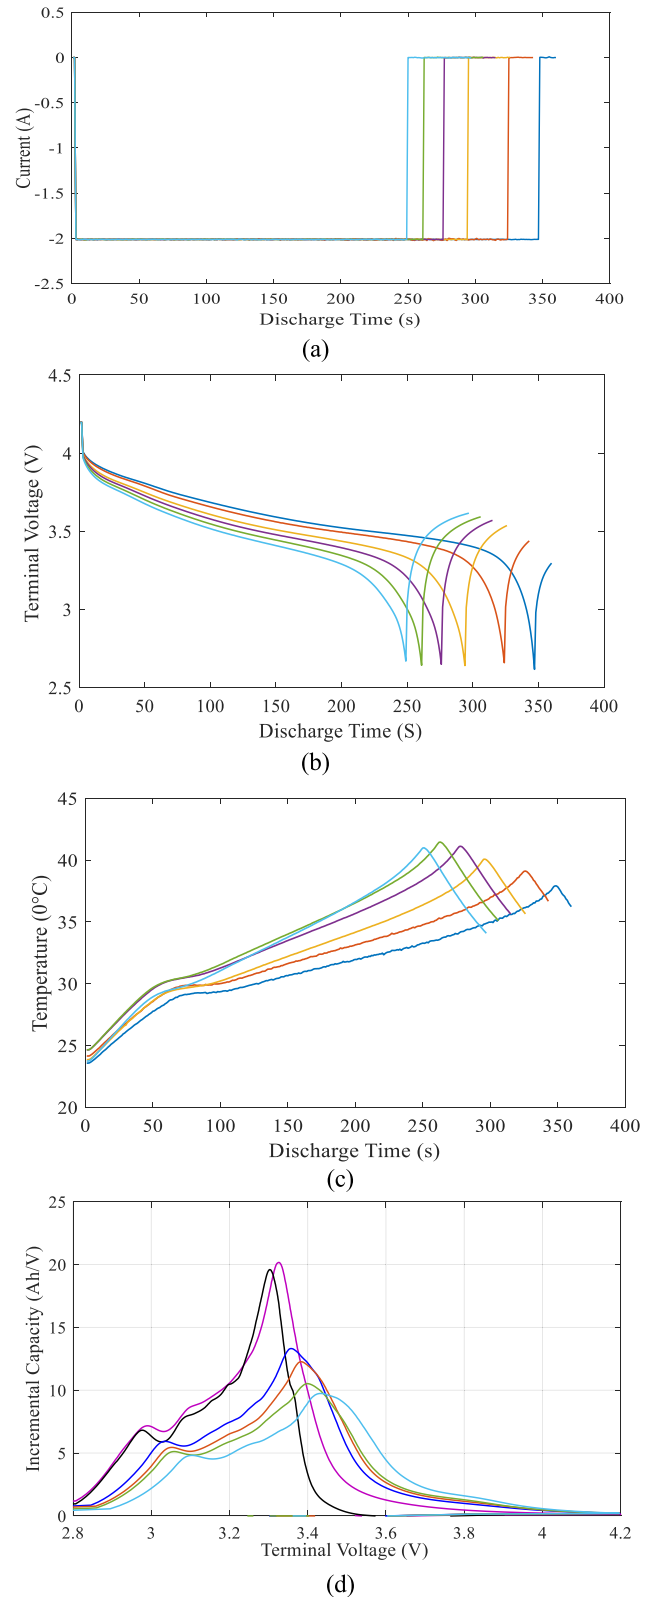 0.5
0
-0.5
-1
-1.5
-2
-2.5
Current (A)
0 50 100 150 200 250 300 350 400
Discharge Time (s)
(a)
4.5
4
3.5
3
2.5
Terminal Voltage (V)
0 50 100 150 200 250 300 350 400
Discharge Time (S)
(b)
45
40
35
30
25
20
Temperature (0°C)
0 50 100 150 200 250 300 350 400
Discharge Time (s)
(c)
25
20
15
10
5
0
Incremental Capacity (Ah/V)
2.8 3 3.2 3.4 3.6 3.8 4 4.2
Terminal Voltage (V)
(d)